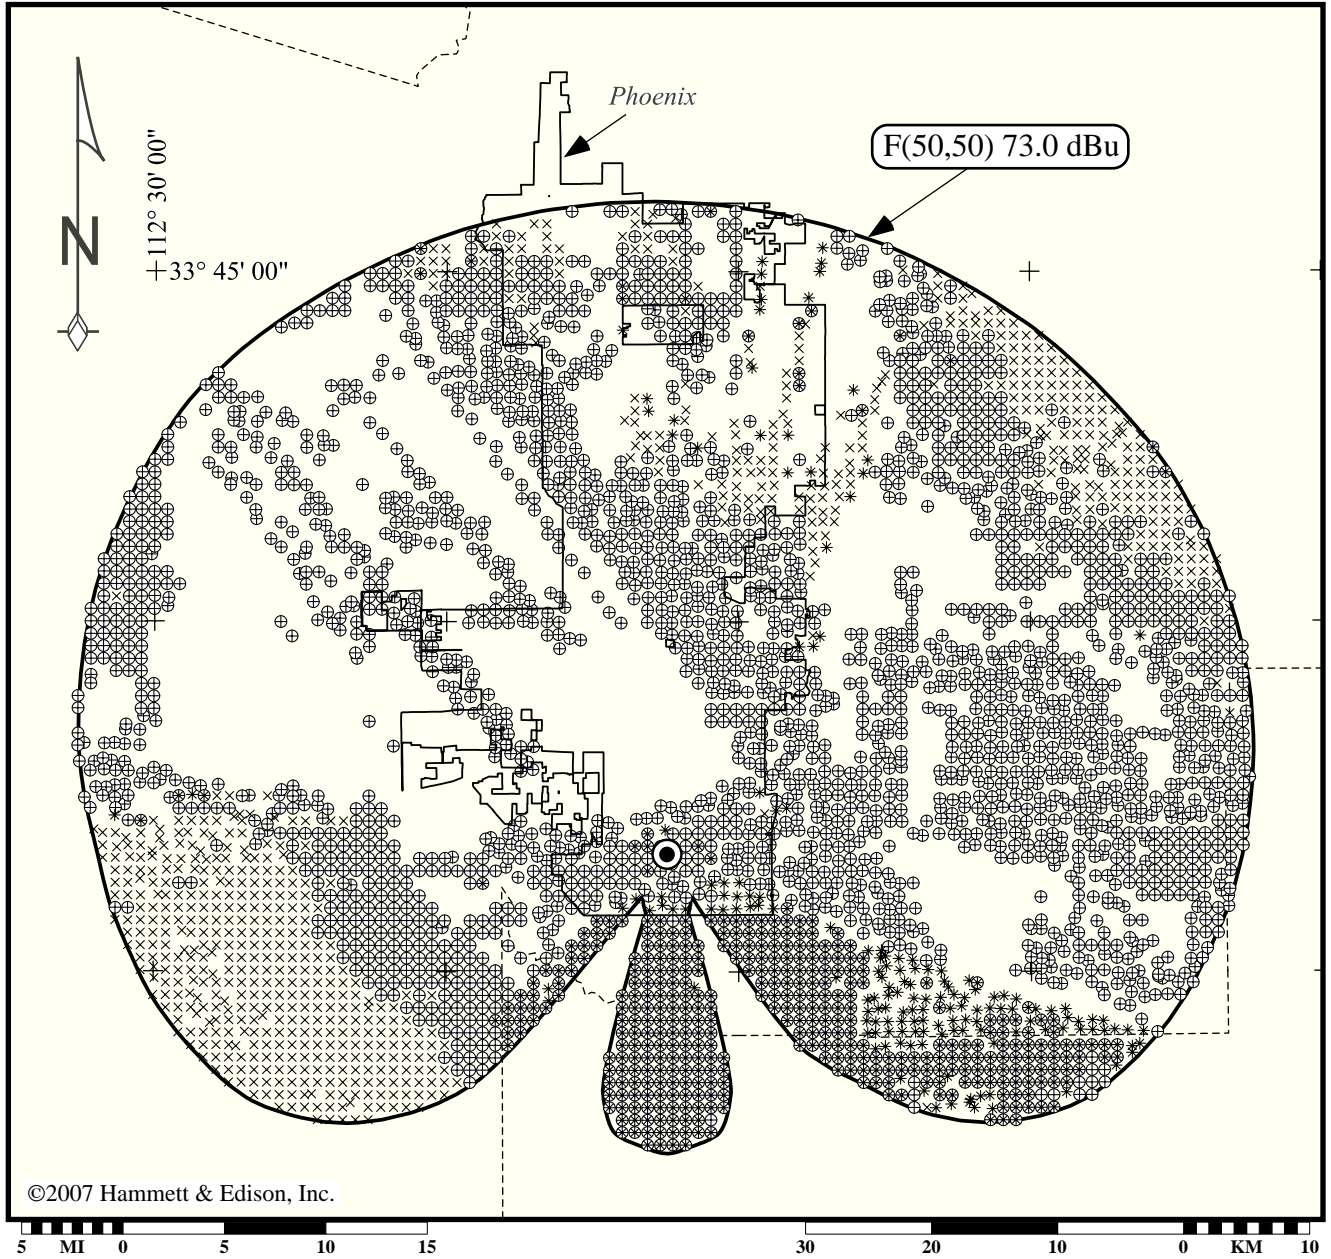 Phoenix
F(50,50) 73.0 dBu
112° 30' 00"
33° 45' 00"
N
©2007 Hammett & Edison, Inc.
5 MI 0 5 10 15 30 20 10 0 KM 10